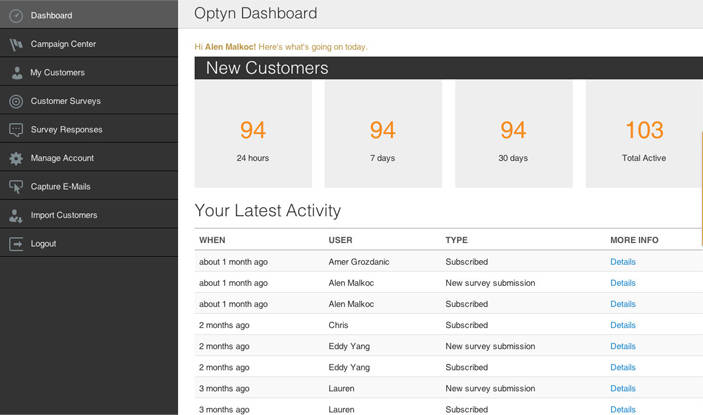 Dashboard
Campaign Center
My Customers
Customer Surveys
Survey Responses
Manage Account
Capture E-Mails
Import Customers
Logout
Optyn Dashboard
Hi Alen Malkoc! Here's what's going on today.
New Customers
94 94 94 103
24 hours 7 days 30 days Total Active
Your Latest Activity
WHEN USER TYPE MORE INFO
about 1 month ago Amer Grozdanic Subscribed Details
about 1 month ago Alen Malkoc New survey submission Details
about 1 month ago Alen Malkoc Subscribed Details
2 months ago Chris Subscribed Details
2 months ago Eddy Yang New survey submission Details
2 months ago Eddy Yang Subscribed Details
3 months ago Lauren New survey submission Details
3 months ago Lauren Subscribed Details